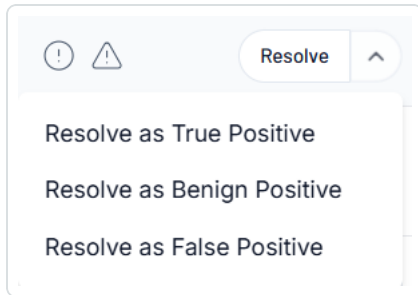 Resolve
Resolve as True Positive
Resolve as Benign Positive
Resolve as False Positive